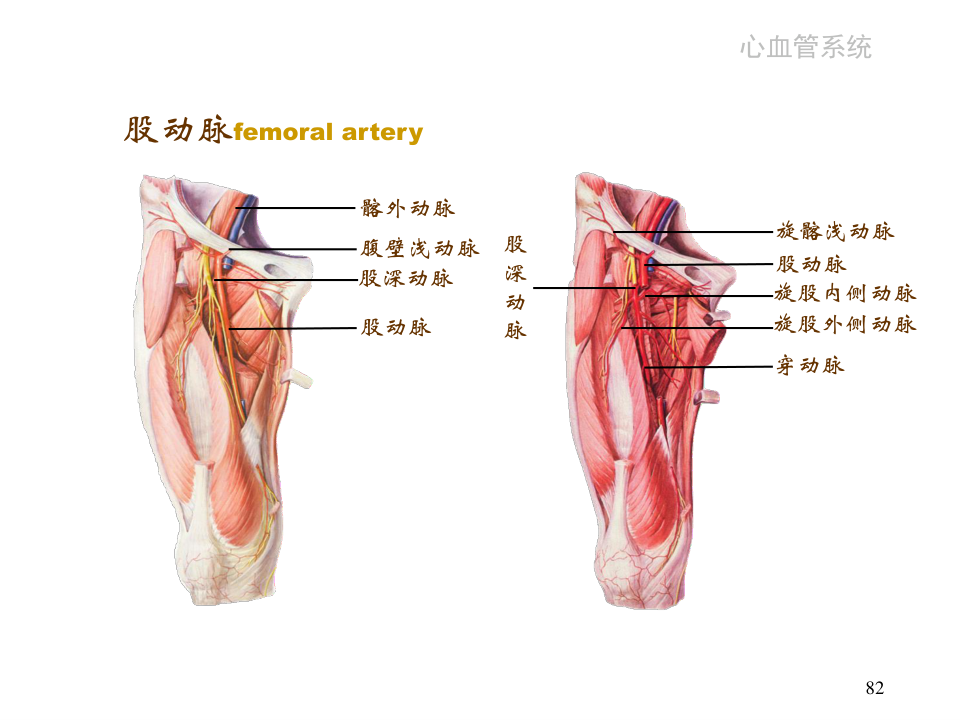 心血管系统
股动脉femoral artery
髂外动脉
腹壁浅动脉
股深动脉
股动脉
股深动脉
旋髂浅动脉
股动脉
旋股内侧动脉
旋股外侧动脉
穿动脉
82